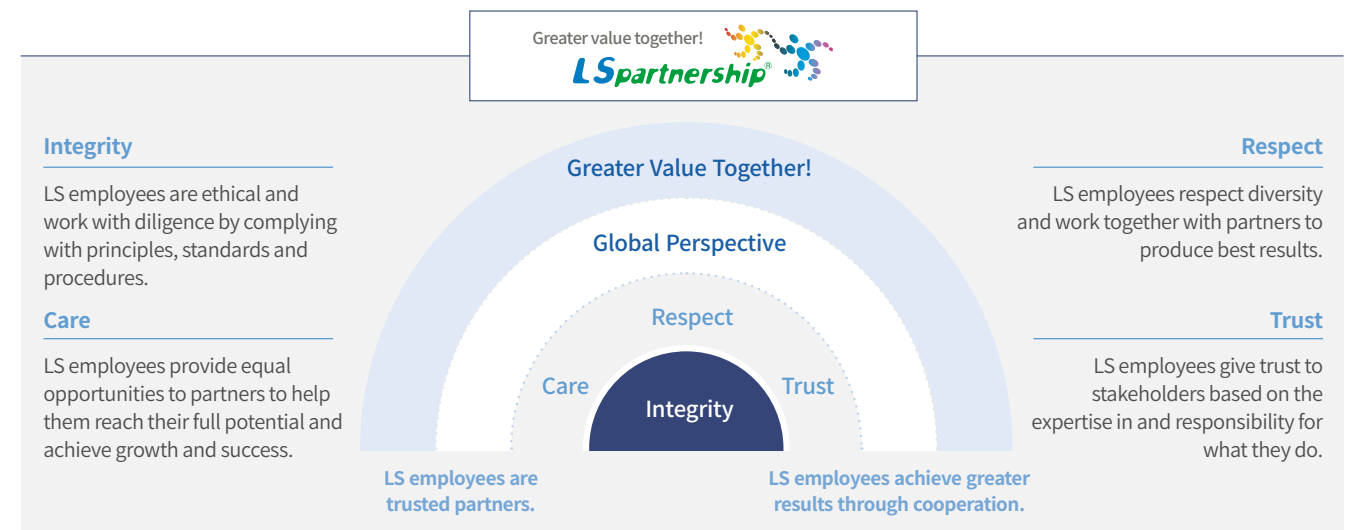 Greater value together!
LSpartnership®
Integrity
LS employees are ethical and
work with diligence by complying
with principles, standards and
procedures.
Care
LS employees provide equal
opportunities to partners to help
them reach their full potential and
achieve growth and success.
Greater Value Together!
Global Perspective
Respect
Care
Trust
Integrity
LS employees are
trusted partners.
LS employees achieve greater
results through cooperation.
Respect
LS employees respect diversity
and work together with partners to
produce best results.
Trust
LS employees give trust to
stakeholders based on the
expertise in and responsibility for
what they do.